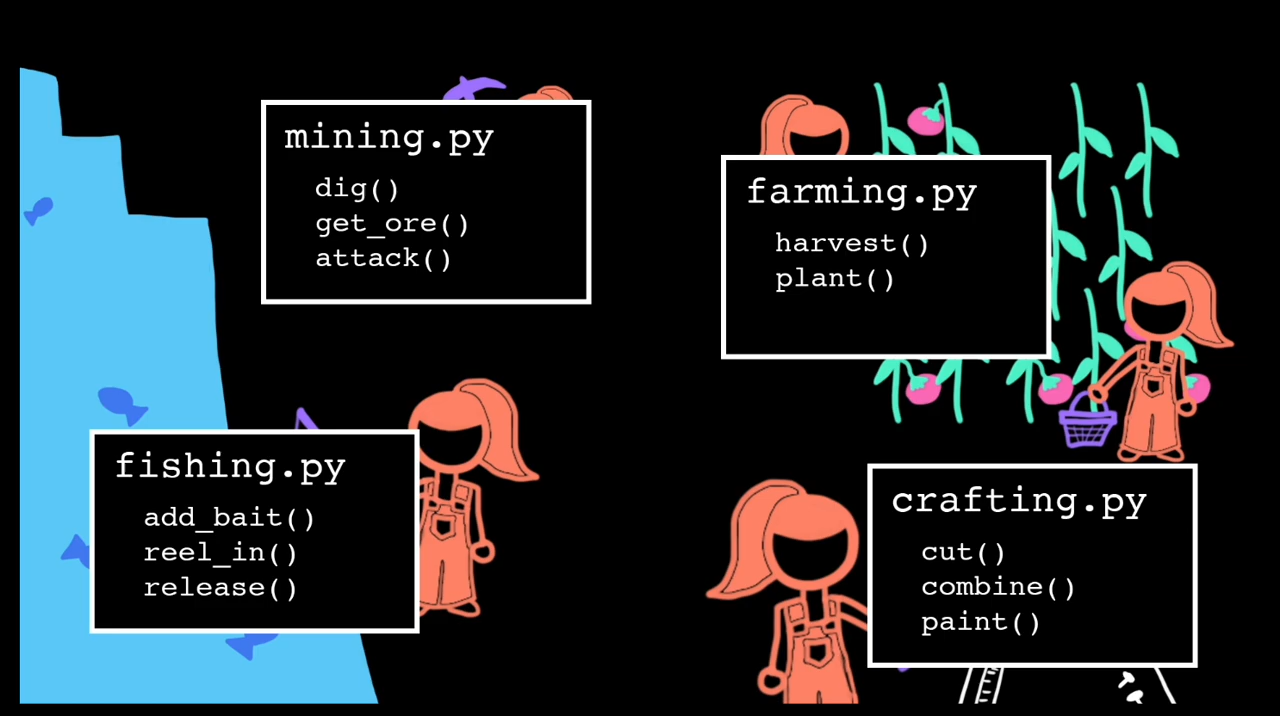 mining.py
dig()
get_ore()
attack()
farming.py
harvest()
plant()
fishing.py
add_bait()
reel_in()
release()
crafting.py
cut()
combine()
paint()